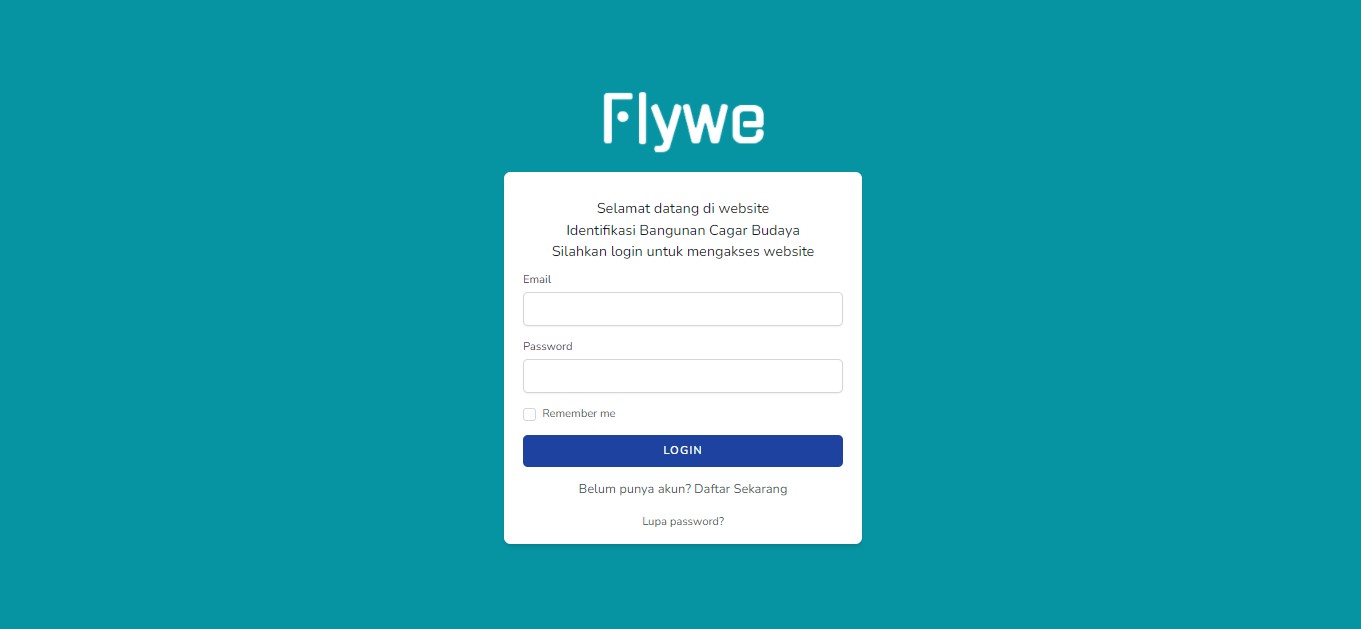 Flywe
Selamat datang di website
Identifikasi Bangunan Cagar Budaya
Silahkan login untuk mengakses website
Email
Password
Remember me
LOGIN
Belum punya akun? Daftar Sekarang
Lupa password?